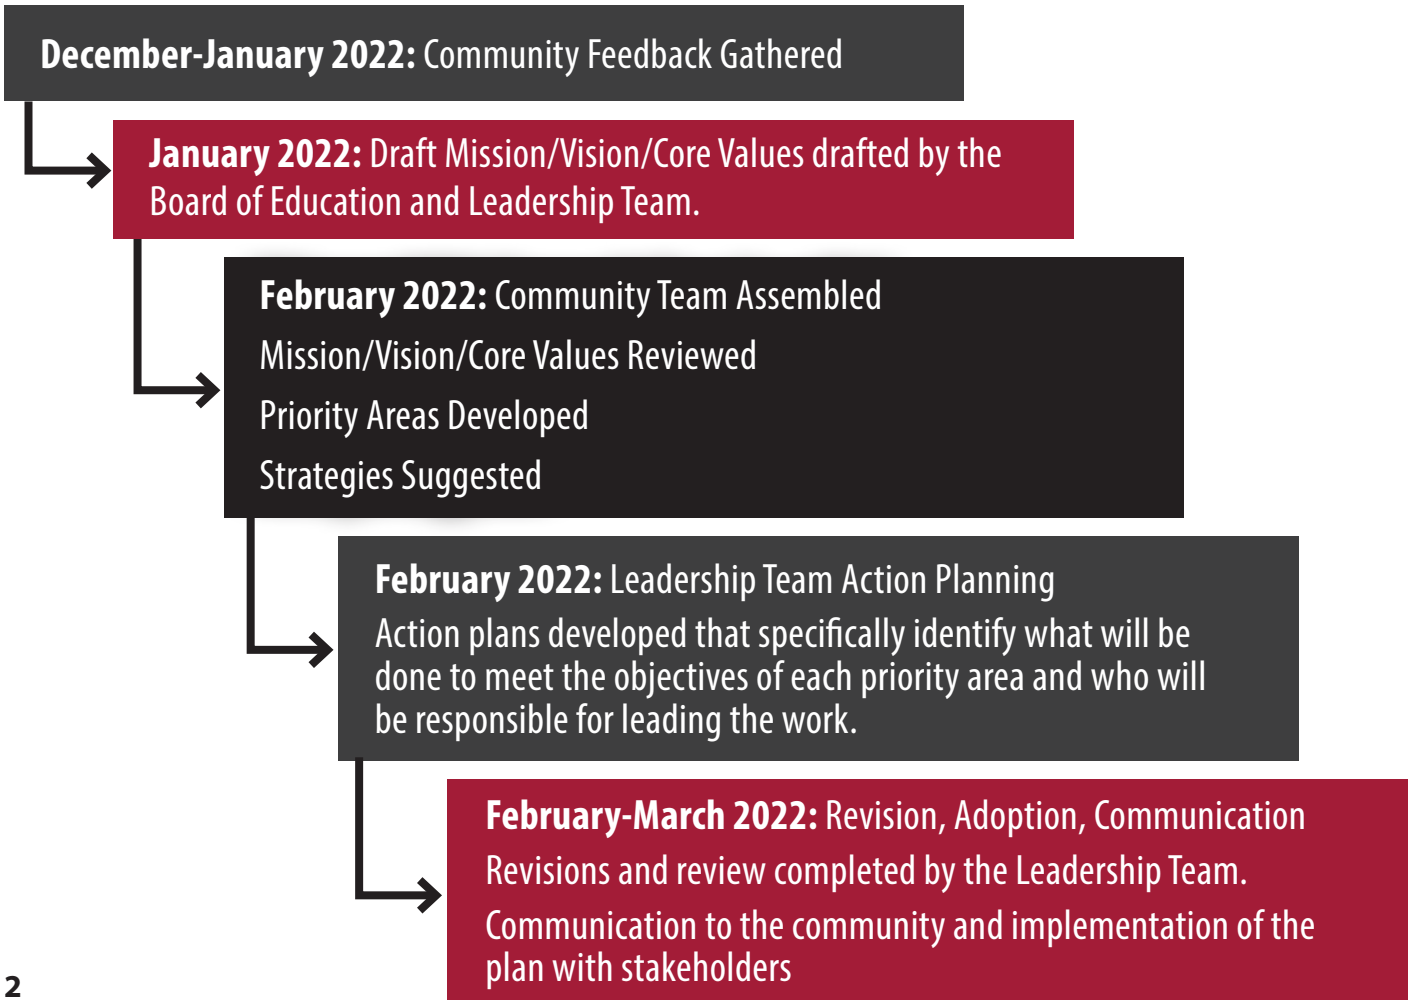 December-January 2022: Community Feedback Gathered
January 2022: Draft Mission/Vision/Core Values drafted by the
Board of Education and Leadership Team.
February 2022: Community Team Assembled
Mission/Vision/Core Values Reviewed
Priority Areas Developed
Strategies Suggested
February 2022: Leadership Team Action Planning
Action plans developed that specifically identify what will be
done to meet the objectives of each priority area and who will
be responsible for leading the work.
February-March 2022: Revision, Adoption, Communication
Revisions and review completed by the Leadership Team.
Communication to the community and implementation of the
plan with stakeholders
2